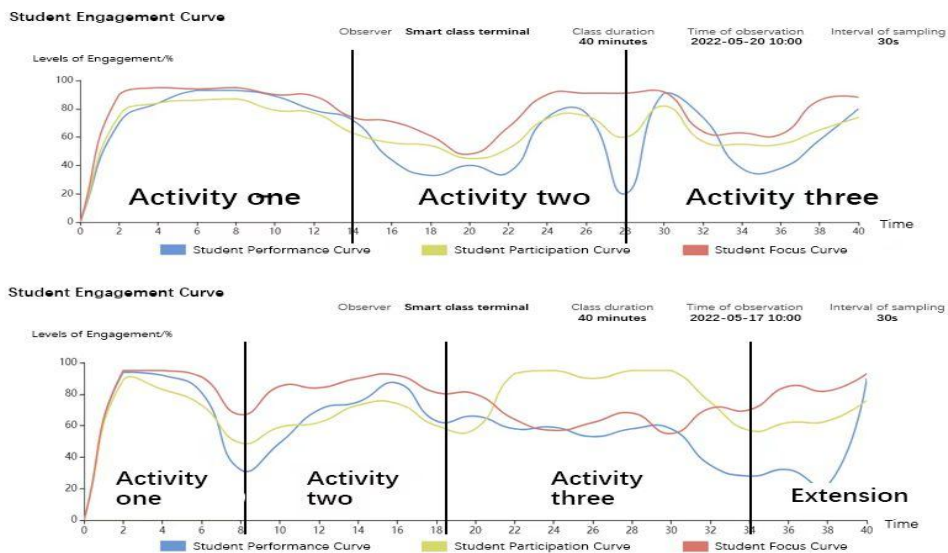 Student Engagement Curve
Observer Smart class terminal Class duration 40 minutes Time of observation 2022-05-20 10:00 Interval of sampling 30s
Levels of Engagement/%
100
80
60
40
20
0
Activity one Activity two Activity three
0 2 4 6 8 10 12 14 16 18 20 22 24 26 28 30 32 34 36 38 40 Time
Student Performance Curve Student Participation Curve Student Focus Curve
Student Engagement Curve
Observer Smart class terminal Class duration 40 minutes Time of observation 2022-05-17 10:00 Interval of sampling 30s
Levels of Engagement/%
100
80
60
40
20
0
Activity one Activity two Activity three Extension
0 2 4 6 8 10 12 14 16 18 20 22 24 26 28 30 32 34 36 38 40 Time
Student Performance Curve Student Participation Curve Student Focus Curve